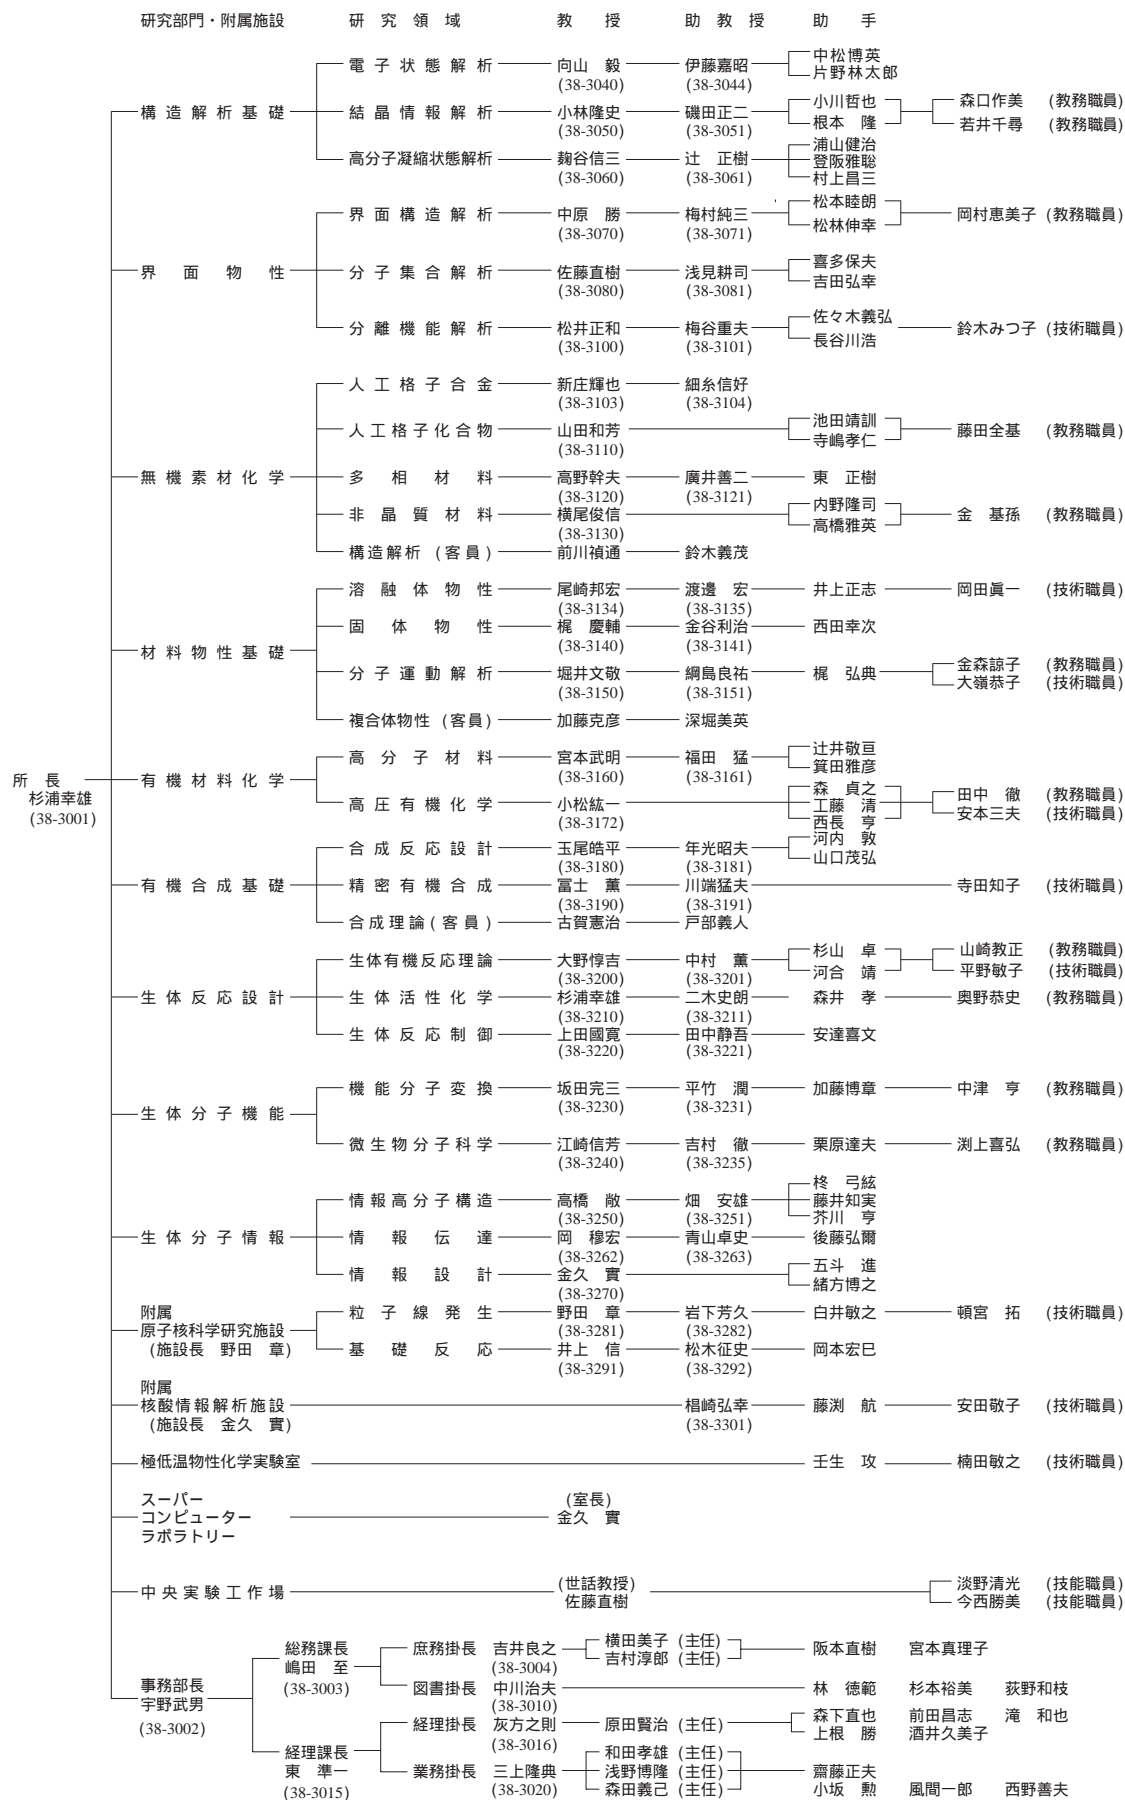 研究部門・附属施設 研究領域 教授 助教授 助手
中松博英
電子状態解析 向山 毅 伊藤嘉昭
片野林太郎
(38-3040) (38-3044)
小川哲也 森口作美 (教務職員)
構造解析基礎 結晶情報解析 小林隆史 磯田正二
根本 隆 若井千尋 (教務職員)
(38-3050) (38-3051)
浦山健治
高分子凝縮状態解析 麹谷信三 辻 正樹 登阪雅聡
(38-3060) (38-3061) 村上昌三
松本睦朗
界面構造解析 中原 勝 梅村純三 岡村恵美子 (教務職員)
松林伸幸
(38-3070) (38-3071)
喜多保夫
界面物性 分子集合解析 佐藤直樹 浅見耕司
吉田弘幸
(38-3080) (38-3081)
佐々木義弘
分離機能解析 松井正和 梅谷重夫 鈴木みつ子 (技術職員)
長谷川浩
(38-3100) (38-3101)
人工格子合金 新庄輝也 細糸信好
(38-3103) (38-3104)
池田靖訓
人工格子化合物 山田和芳 藤田全基 (教務職員)
寺嶋孝仁
(38-3110)
無機素材化学 多相材料 高野幹夫 廣井善二 東 正樹
(38-3120) (38-3121)
内野隆司
非晶質材料 横尾俊信 金 基孫 (教務職員)
高橋雅英
(38-3130)
構造解析 (客員) 前川禎通 鈴木義茂
溶融体物性 尾崎邦宏 渡邊 宏 井上正志 岡田眞一 (技術職員)
(38-3134) (38-3135)
固体物性 梶 慶輔 金谷利治 西田幸次
(38-3140) (38-3141)
材料物性基礎
金森諒子 (教務職員)
分子運動解析 堀井文敬 綱島良祐 梶 弘典
大嶺恭子 (技術職員)
(38-3150) (38-3151)
複合体物性 (客員) 加藤克彦 深堀美英
辻井敬亘
高分子材料 宮本武明 福田 猛
箕田雅彦
(38-3160) (38-3161)
所長 有機材料化学
杉浦幸雄
(38-3001)
森 貞之 田中 徹 (教務職員)
高圧有機化学 小松紘一 工藤 清
西長 亨 安本三夫 (技術職員)
(38-3172)
河内 敦
合成反応設計 玉尾皓平 年光昭夫
山口茂弘
(38-3180) (38-3181)
有機合成基礎 精密有機合成 冨士 薫 川端猛夫 寺田知子 (技術職員)
(38-3190) (38-3191)
合成理論(客員) 古賀憲治 戸部義人
杉山 卓 山崎教正 (教務職員)
生体有機反応理論 大野惇吉 中村 薫
河合 靖 平野敏子 (技術職員)
(38-3200) (38-3201)
生体反応設計 生体活性化学 杉浦幸雄 二木史朗 森井 孝 奥野恭史 (教務職員)
(38-3210) (38-3211)
生体反応制御 上田國寛 田中静吾 安達喜文
(38-3220) (38-3221)
機能分子変換 坂田完三 平竹 潤 加藤博章 中津 亨 (教務職員)
(38-3230) (38-3231)
生体分子機能
微生物分子科学 江崎信芳 吉村 徹 栗原達夫 渕上喜弘 (教務職員)
(38-3240) (38-3235)
柊 弓絃
情報高分子構造 高橋 敞 畑 安雄 藤井知実
(38-3250) (38-3251) 芥川 亨
生体分子情報 情報伝達 岡 穆宏 青山卓史 後藤弘爾
(38-3262) (38-3263)
五斗 進
情報設計 金久 實
緒方博之
(38-3270)
附属 粒子線発生 野田 章 岩下芳久 白井敏之 頓宮 拓 (技術職員)
原子核科学研究施設 (38-3281) (38-3282)
(施設長 野田 章) 基礎反応 井上 信 松木征史 岡本宏巳
(38-3291) (38-3292)
附属
核酸情報解析施設 椙崎弘幸 藤渕 航 安田敬子 (技術職員)
(施設長 金久 實) (38-3301)
極低温物性化学実験室 壬生 攻 楠田敏之 (技術職員)
スーパー (室長)
コンピューター 金久 實
ラボラトリー
中央実験工作場 (世話教授) 淡野清光 (技能職員)
佐藤直樹 今西勝美 (技能職員)
総務課長 庶務掛長 吉井良之 横田美子 (主任) 阪本直樹 宮本真理子
嶋田 至 (38-3004) 吉村淳郎 (主任)
(38-3003) 図書掛長 中川治夫 林 徳範 杉本裕美 荻野和枝
(38-3010)
事務部長
宇野武男
(38-3002)
経理掛長 灰方之則 原田賢治 (主任) 森下直也 前田昌志 滝 和也
(38-3016) 上根 勝 酒井久美子
経理課長 和田孝雄 (主任)
東 準一 業務掛長 三上隆典 浅野博隆 (主任) 齋藤正夫
(38-3015) (38-3020) 森田義己 (主任) 小坂 勲 風間一郎 西野善夫